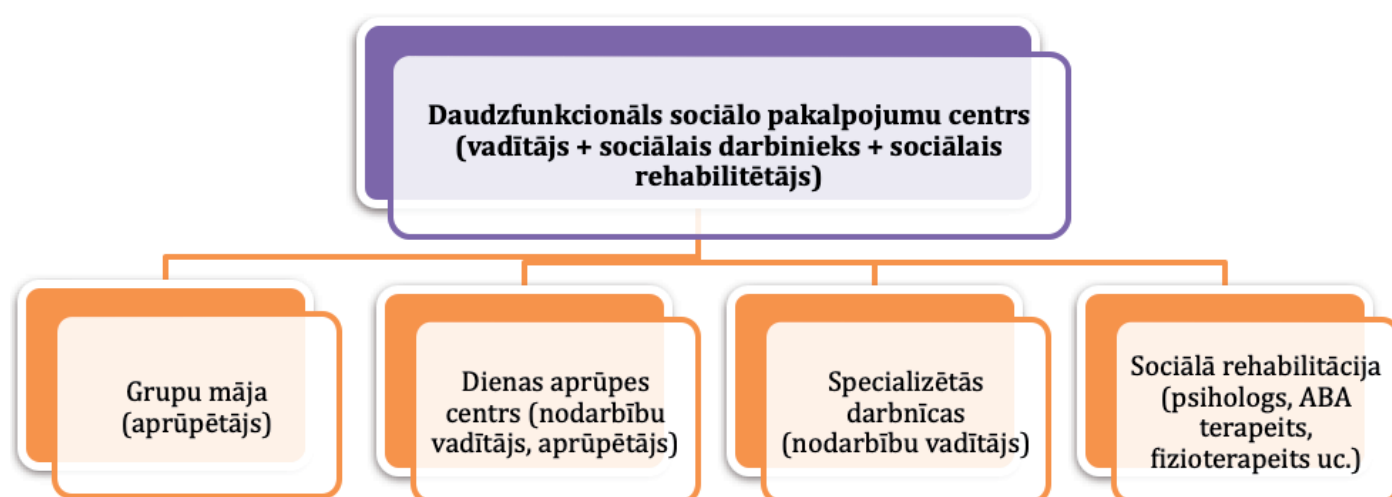 Daudzfunkcionāls sociālo pakalpojumu centrs
(vadītājs + sociālais darbinieks + sociālais
rehabilitētājs)
Grupu māja
(aprūpētājs)
Dienas aprūpes
centrs (nodarbību
vadītājs, aprūpētājs)
Specializētās
darbnīcas
(nodarbību vadītājs)
Sociālā rehabilitācija
(psihologs, ABA
terapeits,
fizioterapeits uc.)